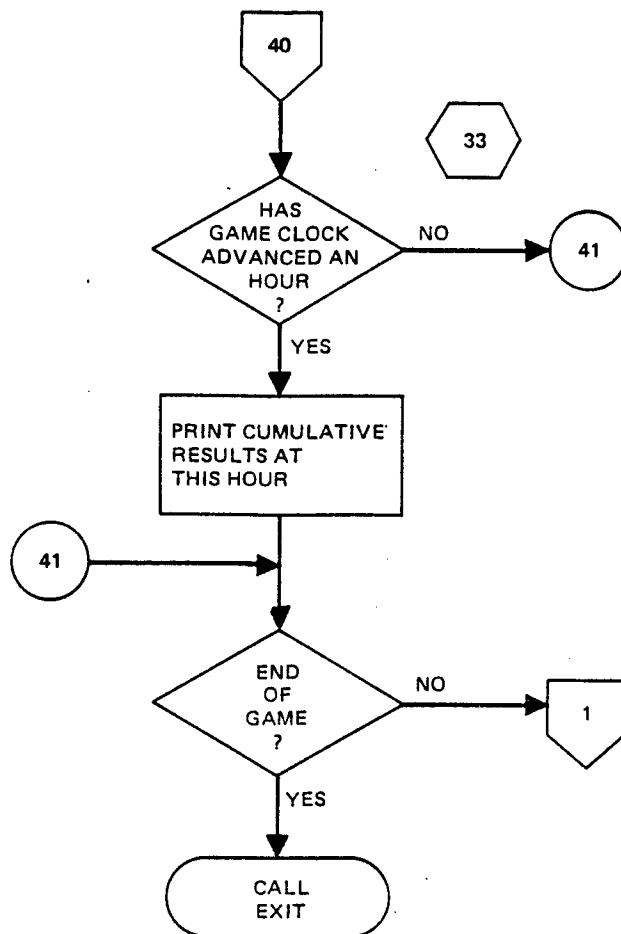 40
33
HAS
GAME CLOCK
ADVANCED AN
HOUR
?
NO
41
YES
PRINT CUMULATIVE
RESULTS AT
THIS HOUR
41
END
OF
GAME
?
NO
1
YES
CALL
EXIT